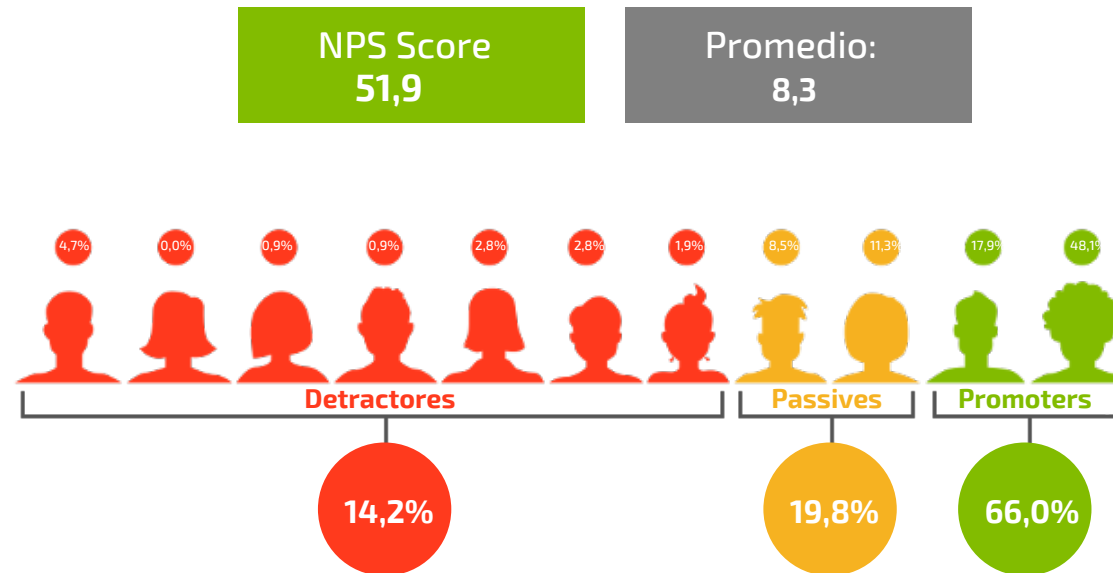 NPS Score
51,9
Promedio:
8,3
4,7% 0,0% 0,9% 0,9% 2,8% 2,8% 1,9% 8,5% 11,3% 17,9% 48,1%
Detractores Passives Promoters
14,2% 19,8% 66,0%